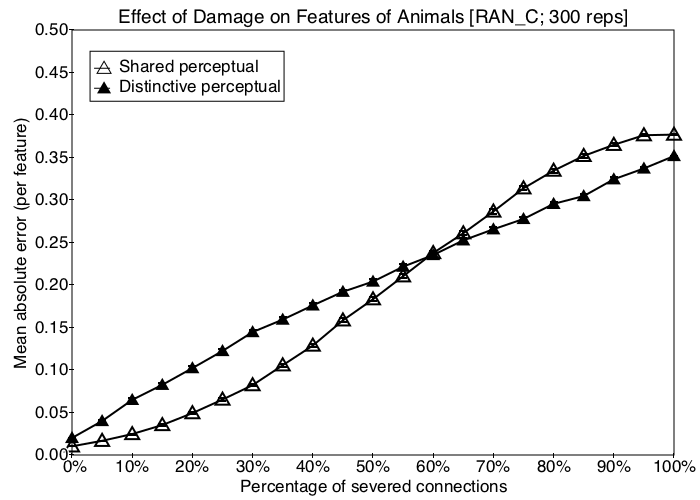 Effect of Damage on Features of Animals [RAN_C; 300 reps]
0.50
0.45
0.40
0.35
0.30
0.25
0.20
0.15
0.10
0.05
0.00
Mean absolute error (per feature)
Shared perceptual
Distinctive perceptual
0% 10% 20% 30% 40% 50% 60% 70% 80% 90% 100%
Percentage of severed connections